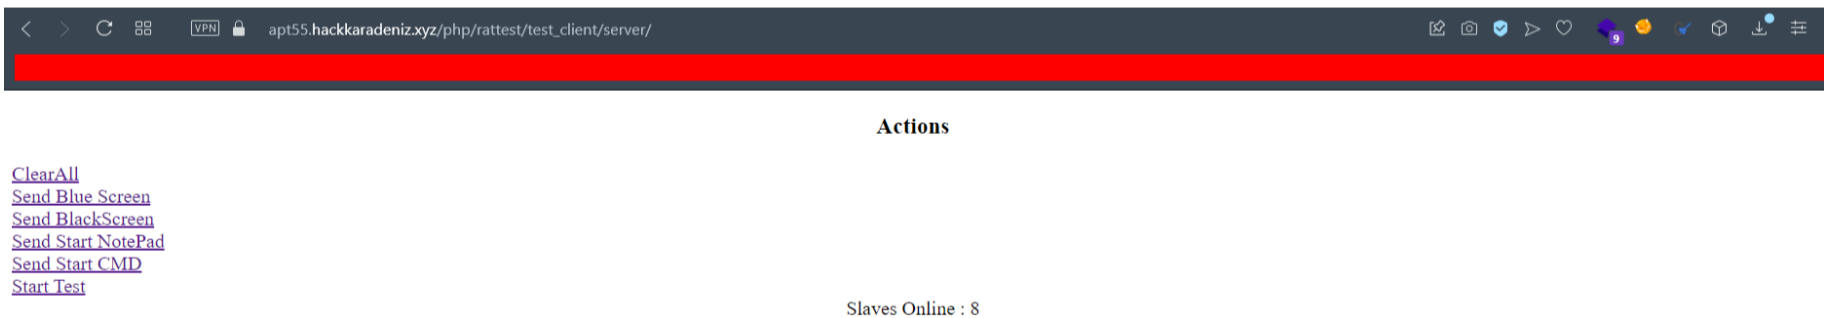 VPN apt55.hackkaradeniz.xyz/php/rattest/test_client/server/ 9
Actions
ClearAll
Send Blue Screen
Send BlackScreen
Send Start NotePad
Send Start CMD
Start Test
Slaves Online : 8